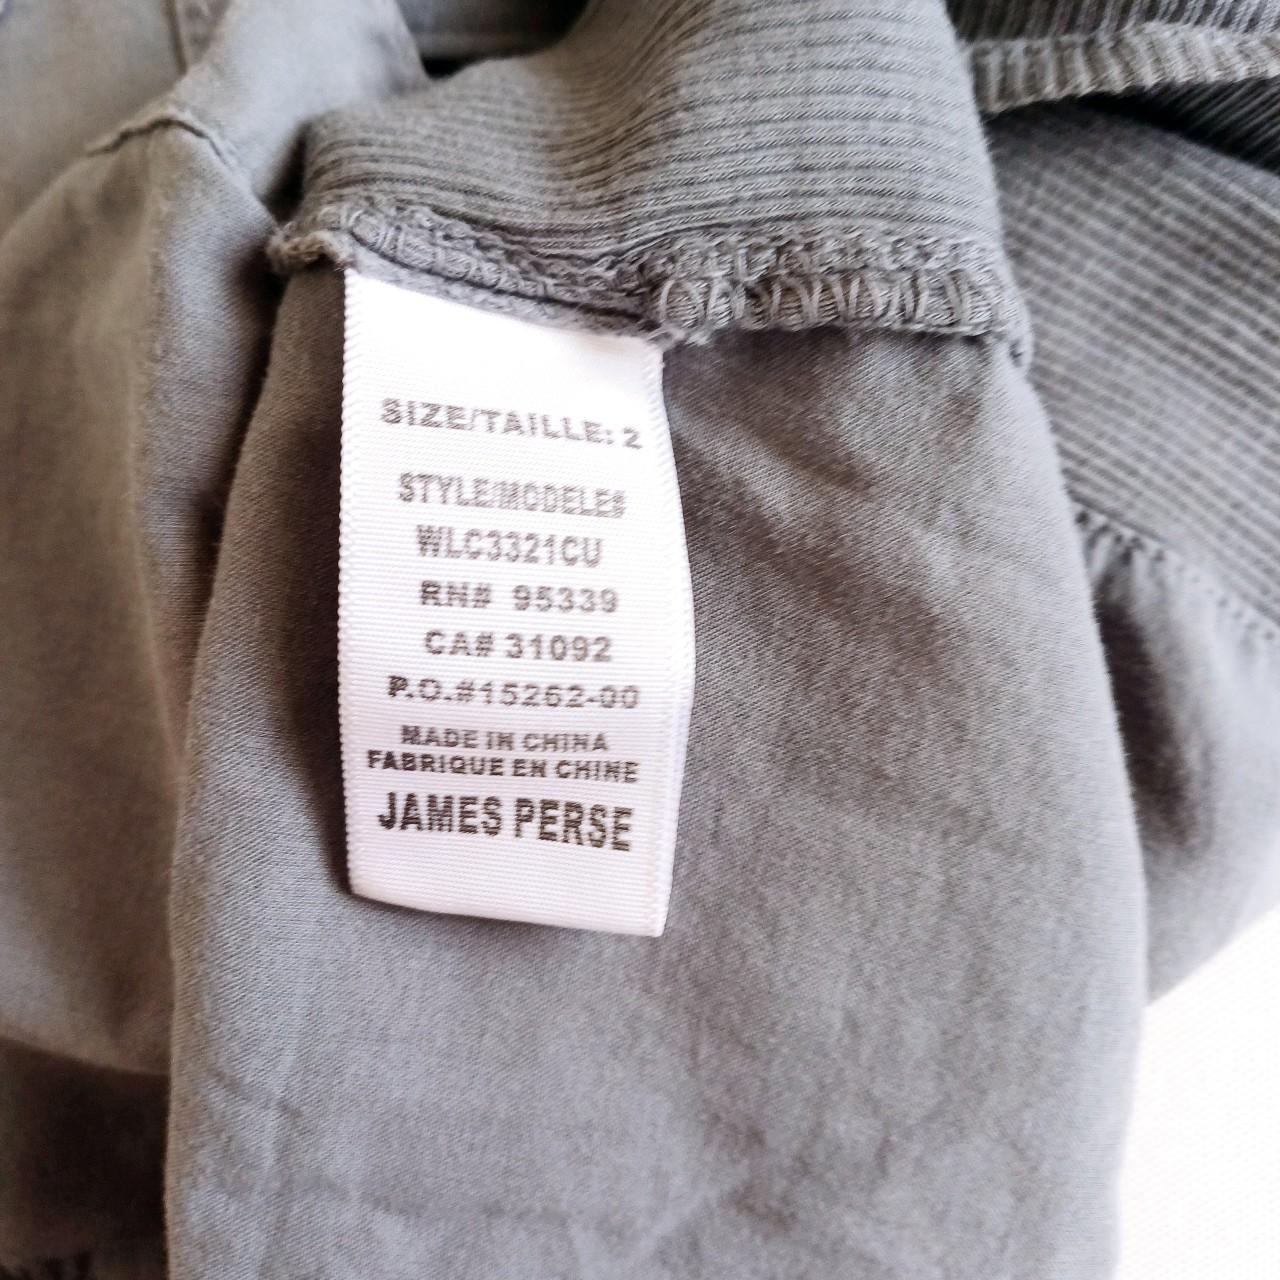 SIZE/TAILLE: 2
STYLE/MODELE#
WLC3321CU
RN# 95339
CA# 31092
P.O.#15262-00
MADE IN CHINA
FABRIQUE EN CHINE
JAMES PERSE